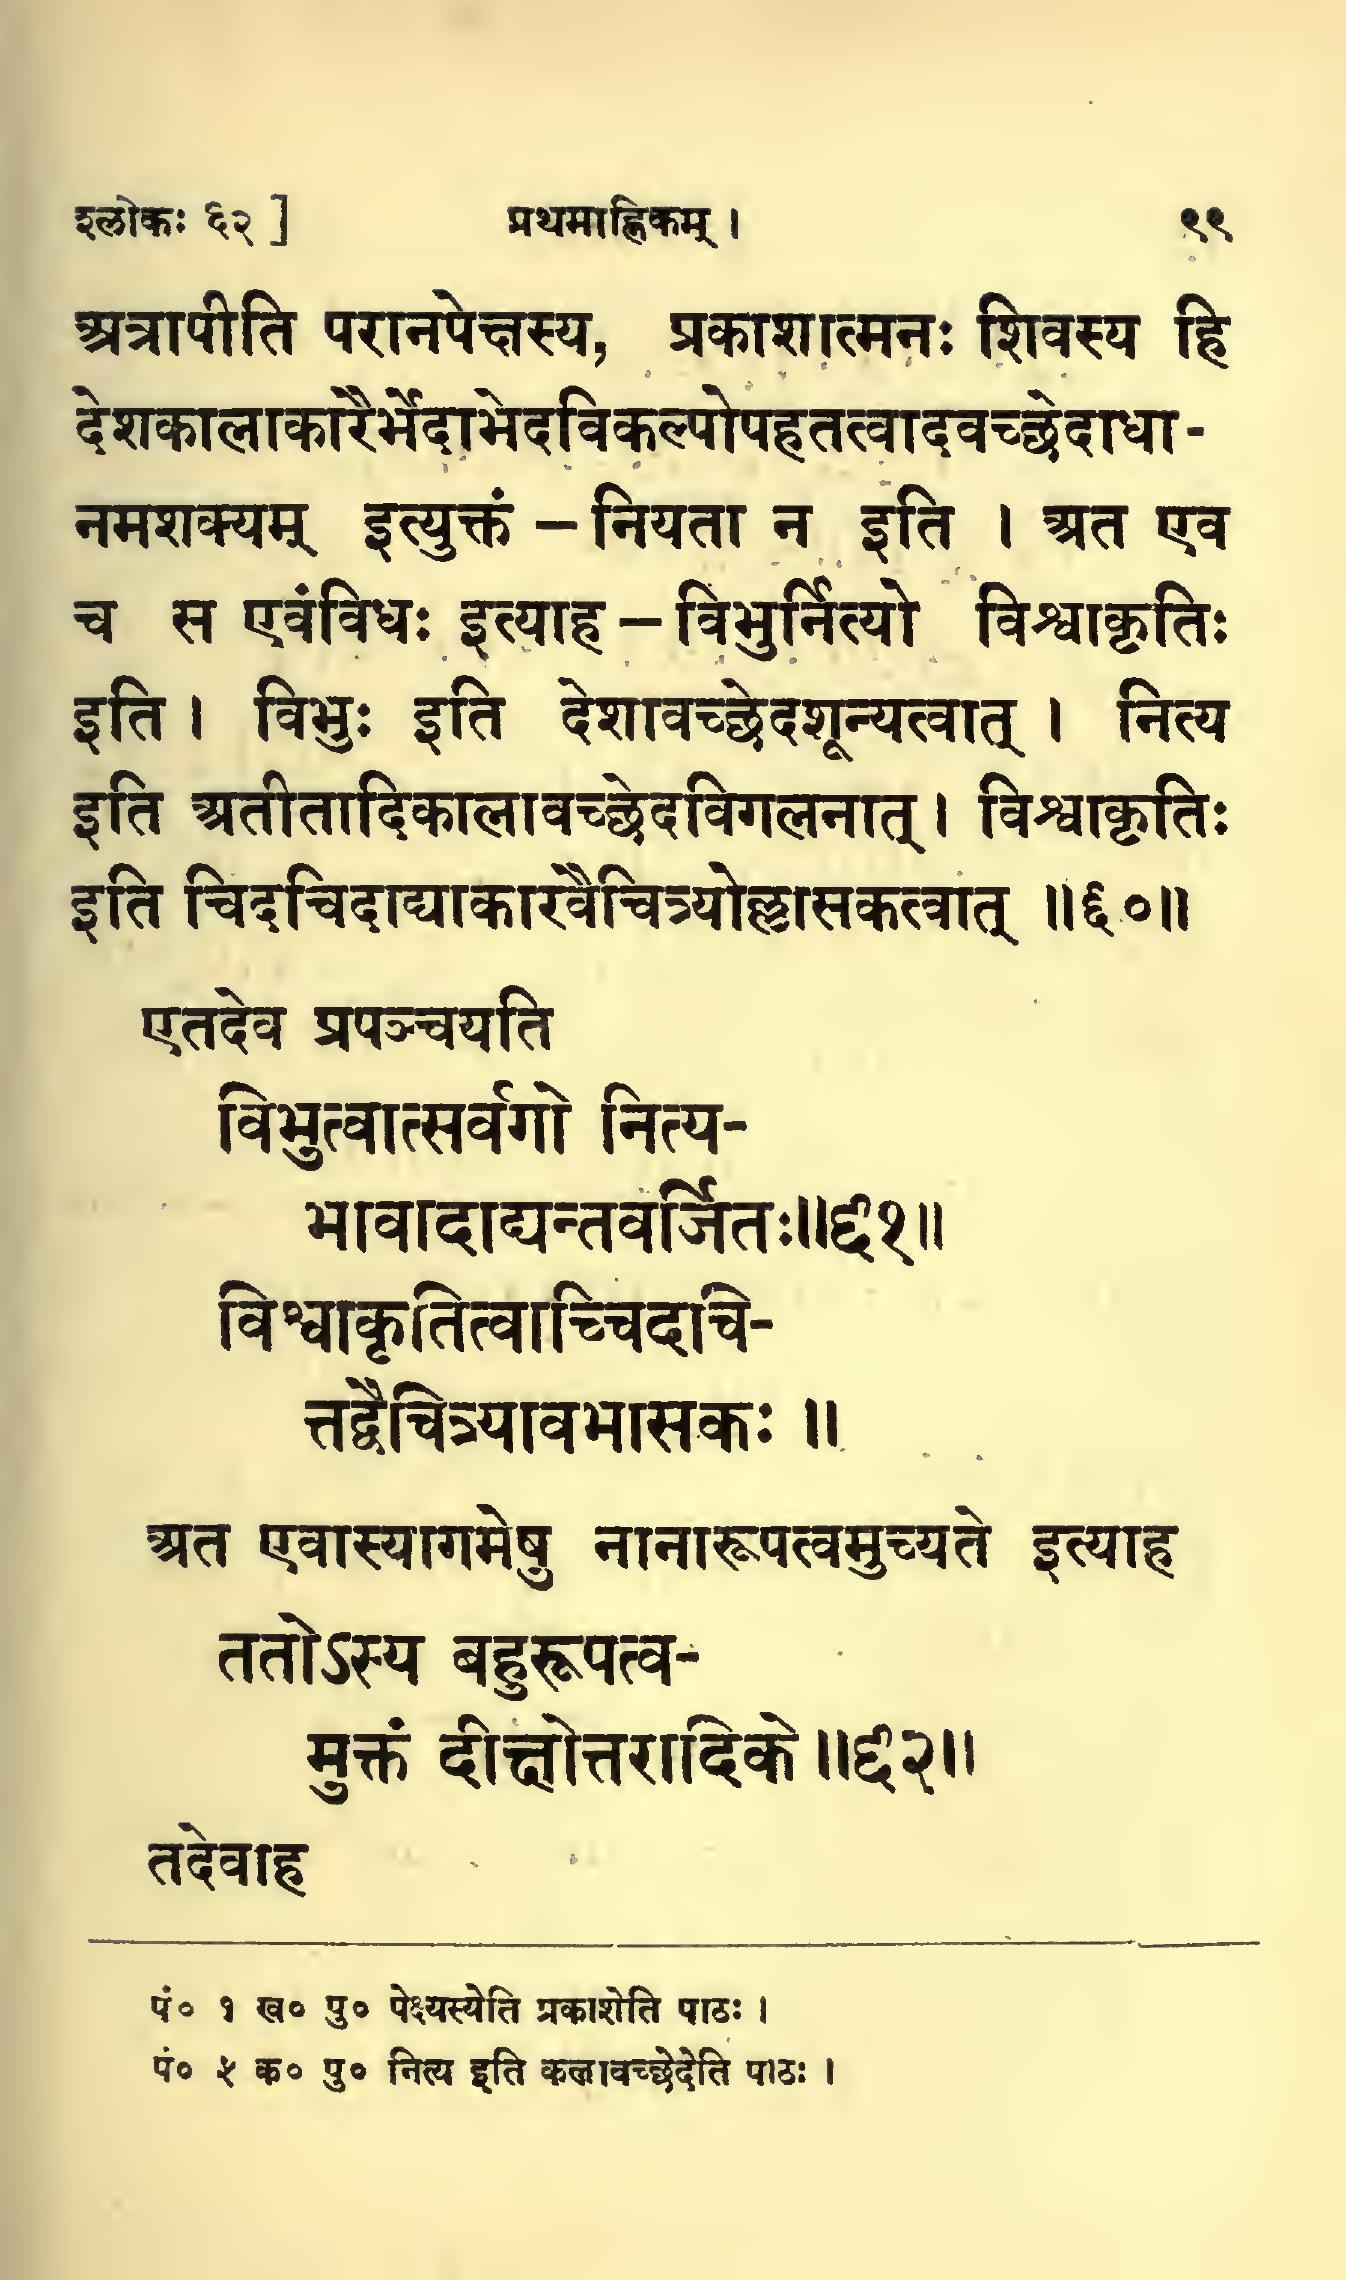 श्लोकः ६२ ] प्रथमाह्निकम् । ९९
अत्रापीति परानपेक्षस्य, प्रकाशात्मनः शिवस्य हि
देशकालाकारैर्भेदाभेदविकल्पोपहतत्वादवच्छेदाधा-
नमशक्यम् इत्युक्तं – नियता न इति । अत एव
च स एवंविधः इत्याह – विभुर्नित्यो विश्वाकृतिः
इति । विभुः इति देशावच्छेदशून्यत्वात् । नित्य
इति अतीतादिकालावच्छेदविगलनात् । विश्वाकृतिः
इति चिदचिदाद्याकारवैचित्र्योल्लासकत्वात् ॥६०॥
एतदेव प्रपञ्चयति
विभुत्वात्सर्वगो नित्य-
भावादाद्यन्तवर्जितः॥६१॥
विश्वाकृतित्वाच्चिदचि-
त्तद्वैचित्र्यावभासकः ॥
अत एवास्यागमेषु नानारूपत्वमुच्यते इत्याह
ततोऽस्य बहुरूपत्व-
मुक्तं दीक्षोत्तरादिके॥६२॥
तदेवाह
पं० १ ख० पु० पेक्ष्यस्येति प्रकाशेति पाठः ।
पं० ५ क० पु० नित्य इति कलावच्छेदेति पाठः ।